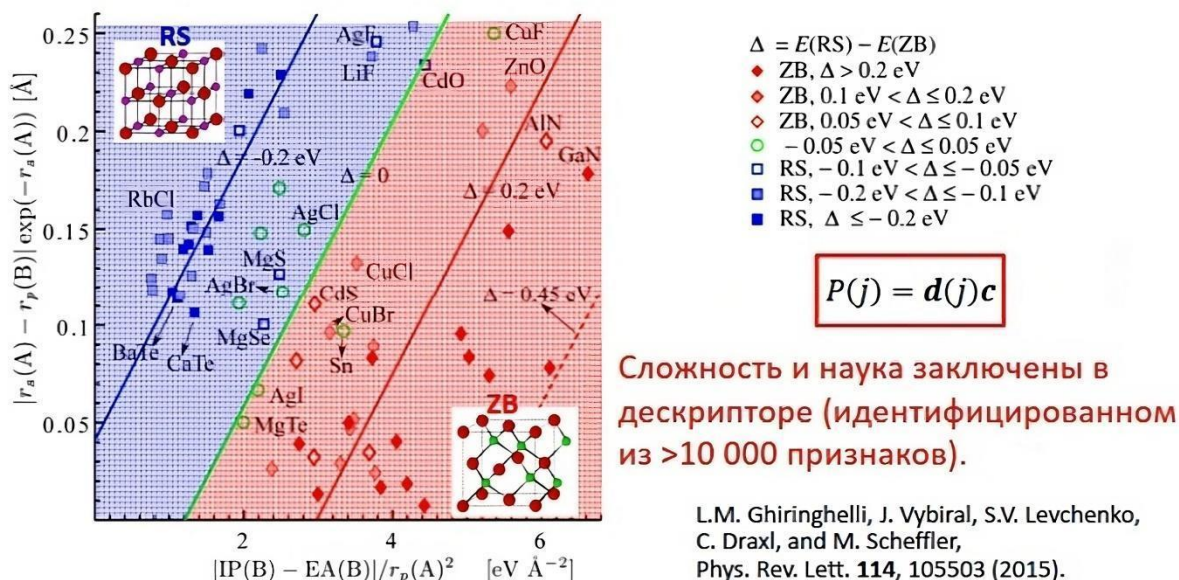 0.25
0.2
0.15
0.1
0.05
2
4
6
|r_s(A) − r_p(B)| exp(−r_s(A)) [Å]
|IP(B) − EA(B)|/r_p(A)² [eV Å⁻²]
RS
AgF
CuF
LiF
CdO
ZnO
AlN
GaN
Δ = -0.2 eV
Δ = 0
Δ = 0.2 eV
RbCl
AgCl
MgS
CuCl
AgBr
CdS
Δ = 0.45 eV
CuBr
MgSe
BaTe
CaTe
Sn
AgI
ZB
MgTe
Δ = E(RS) − E(ZB)
ZB, Δ > 0.2 eV
ZB, 0.1 eV < Δ ≤ 0.2 eV
ZB, 0.05 eV < Δ ≤ 0.1 eV
− 0.05 eV < Δ ≤ 0.05 eV
RS, − 0.1 eV < Δ ≤ − 0.05 eV
RS, − 0.2 eV < Δ ≤ − 0.1 eV
RS, Δ ≤ − 0.2 eV
P(j) = d(j)c
Сложность и наука заключены в
дескрипторе (идентифицированном
из >10 000 признаков).
L.M. Ghiringhelli, J. Vybiral, S.V. Levchenko,
C. Draxl, and M. Scheffler,
Phys. Rev. Lett. 114, 105503 (2015).